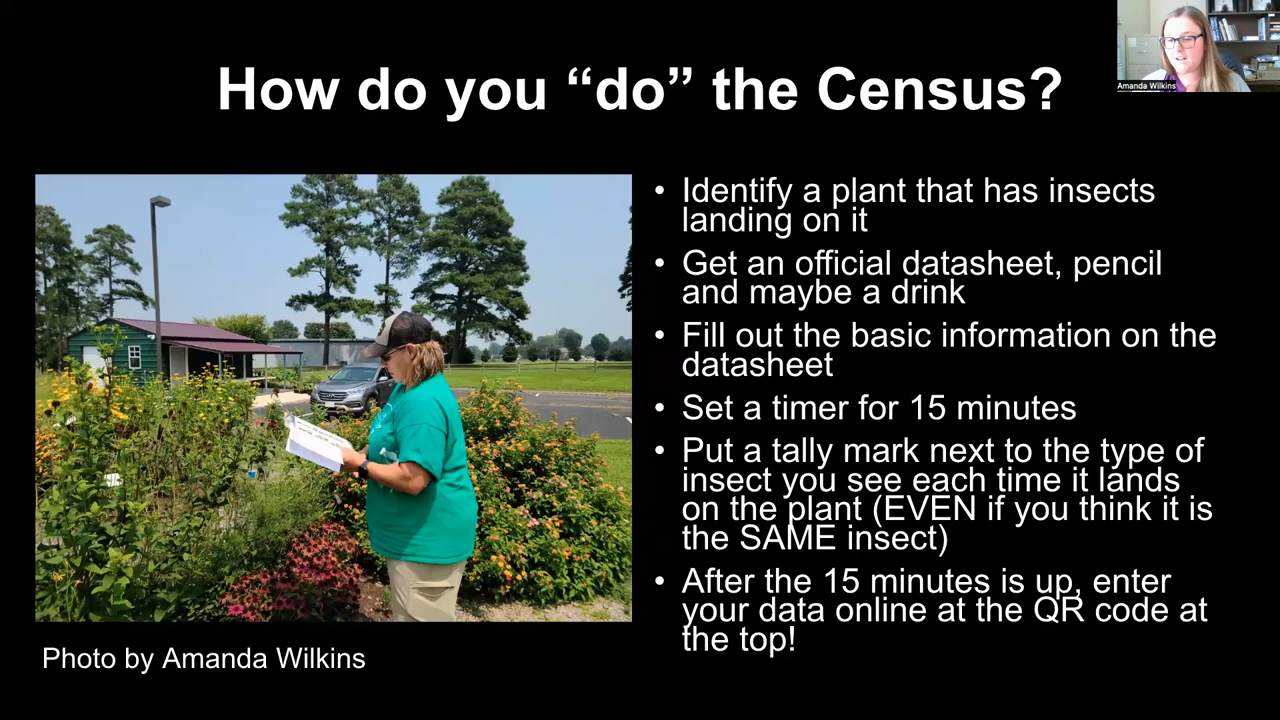 Amanda Wilkins
How do you “do” the Census?
• Identify a plant that has insects
landing on it
• Get an official datasheet, pencil
and maybe a drink
• Fill out the basic information on the
datasheet
• Set a timer for 15 minutes
• Put a tally mark next to the type of
insect you see each time it lands
on the plant (EVEN if you think it is
the SAME insect)
• After the 15 minutes is up, enter
your data online at the QR code at
the top!
Photo by Amanda Wilkins